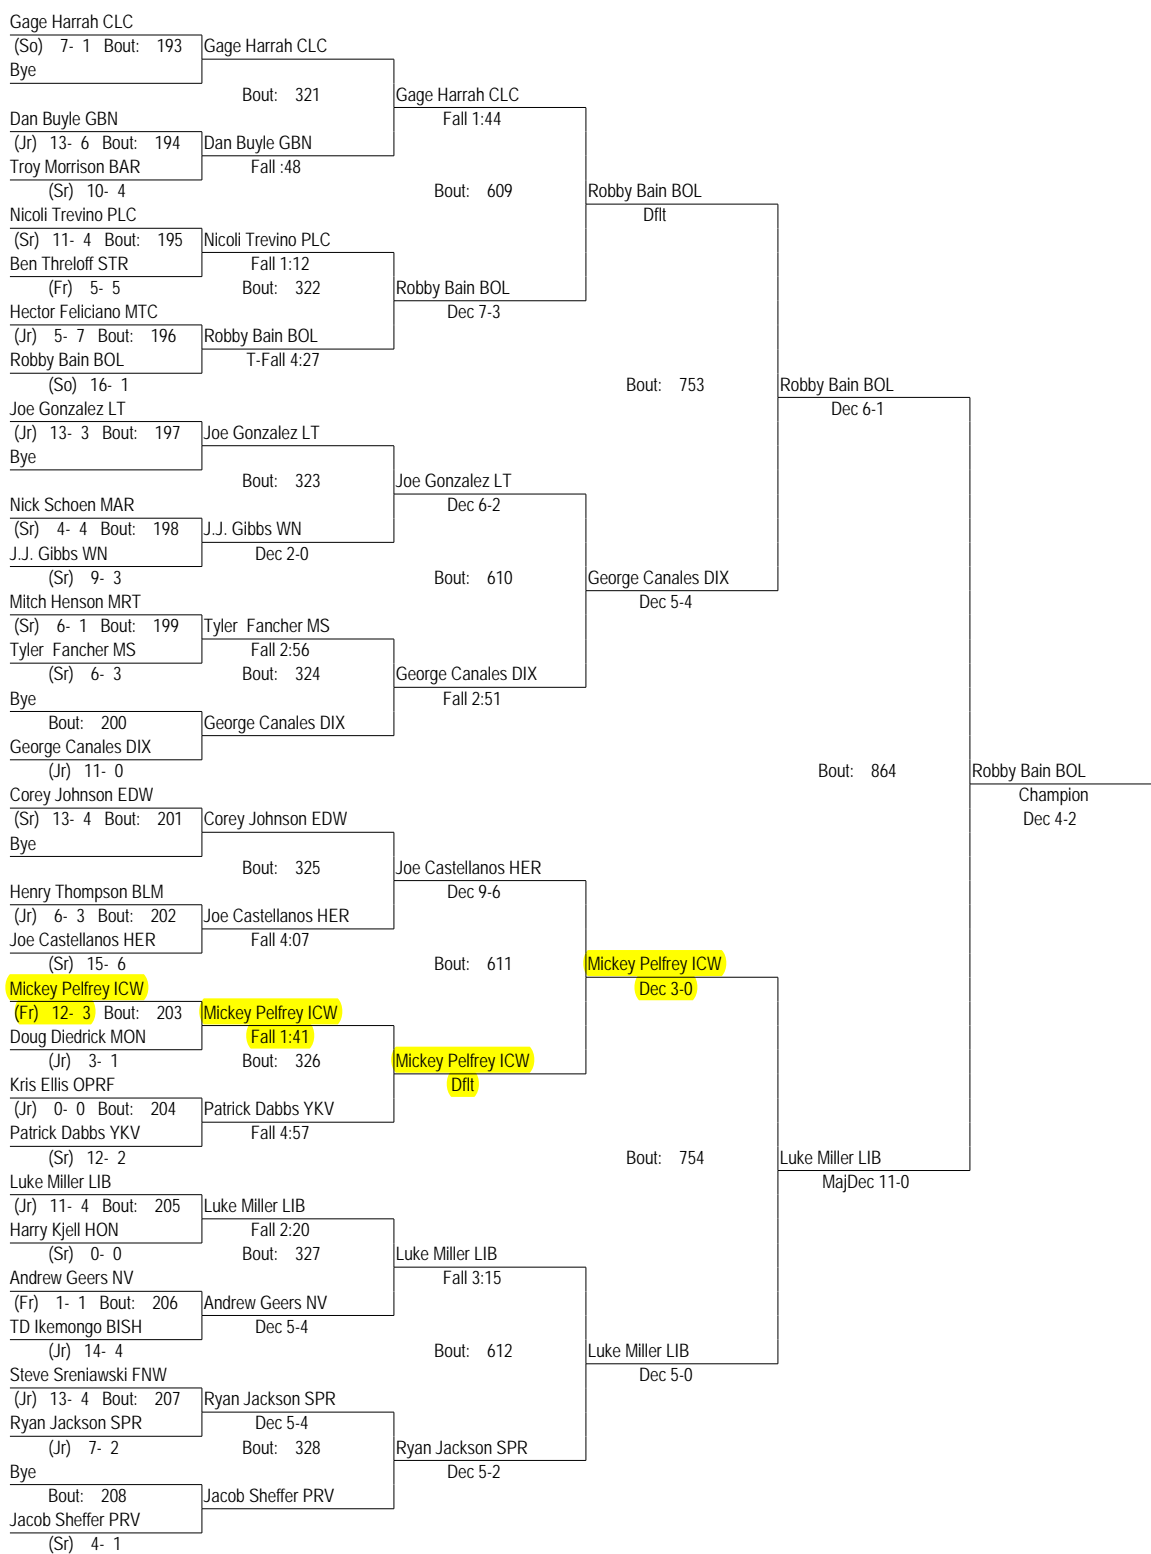 Gage Harrah CLC
(So) 7- 1 Bout: 193 Gage Harrah CLC
Bye
Bout: 321 Gage Harrah CLC
Dan Buyle GBN Fall 1:44
(Jr) 13- 6 Bout: 194 Dan Buyle GBN
Troy Morrison BAR Fall :48
(Sr) 10- 4 Bout: 609 Robby Bain BOL
Nicoli Trevino PLC Dflt
(Sr) 11- 4 Bout: 195 Nicoli Trevino PLC
Ben Threloff STR Fall 1:12
(Fr) 5- 5 Bout: 322 Robby Bain BOL
Hector Feliciano MTC Dec 7-3
(Jr) 5- 7 Bout: 196 Robby Bain BOL
Robby Bain BOL T-Fall 4:27
(So) 16- 1 Bout: 753 Robby Bain BOL
Joe Gonzalez LT Dec 6-1
(Jr) 13- 3 Bout: 197 Joe Gonzalez LT
Bye
Bout: 323 Joe Gonzalez LT
Nick Schoen MAR Dec 6-2
(Sr) 4- 4 Bout: 198 J.J. Gibbs WN
J.J. Gibbs WN Dec 2-0
(Sr) 9- 3 Bout: 610 George Canales DIX
Mitch Henson MRT Dec 5-4
(Sr) 6- 1 Bout: 199 Tyler Fancher MS
Tyler Fancher MS Fall 2:56
(Sr) 6- 3 Bout: 324 George Canales DIX
Bye Fall 2:51
Bout: 200 George Canales DIX
George Canales DIX
(Jr) 11- 0 Bout: 864 Robby Bain BOL
Corey Johnson EDW Champion
(Sr) 13- 4 Bout: 201 Corey Johnson EDW Dec 4-2
Bye
Bout: 325 Joe Castellanos HER
Henry Thompson BLM Dec 9-6
(Jr) 6- 3 Bout: 202 Joe Castellanos HER
Joe Castellanos HER Fall 4:07
(Sr) 15- 6 Bout: 611 Mickey Pelfrey ICW
Mickey Pelfrey ICW Dec 3-0
(Fr) 12- 3 Bout: 203 Mickey Pelfrey ICW
Doug Diedrick MON Fall 1:41
(Jr) 3- 1 Bout: 326 Mickey Pelfrey ICW
Kris Ellis OPRF Dflt
(Jr) 0- 0 Bout: 204 Patrick Dabbs YKV
Patrick Dabbs YKV Fall 4:57
(Sr) 12- 2 Bout: 754 Luke Miller LIB
Luke Miller LIB MajDec 11-0
(Jr) 11- 4 Bout: 205 Luke Miller LIB
Harry Kjell HON Fall 2:20
(Sr) 0- 0 Bout: 327 Luke Miller LIB
Andrew Geers NV Fall 3:15
(Fr) 1- 1 Bout: 206 Andrew Geers NV
TD Ikemongo BISH Dec 5-4
(Jr) 14- 4 Bout: 612 Luke Miller LIB
Steve Sreniawski FNW Dec 5-0
(Jr) 13- 4 Bout: 207 Ryan Jackson SPR
Ryan Jackson SPR Dec 5-4
(Jr) 7- 2 Bout: 328 Ryan Jackson SPR
Bye Dec 5-2
Bout: 208 Jacob Sheffer PRV
Jacob Sheffer PRV
(Sr) 4- 1